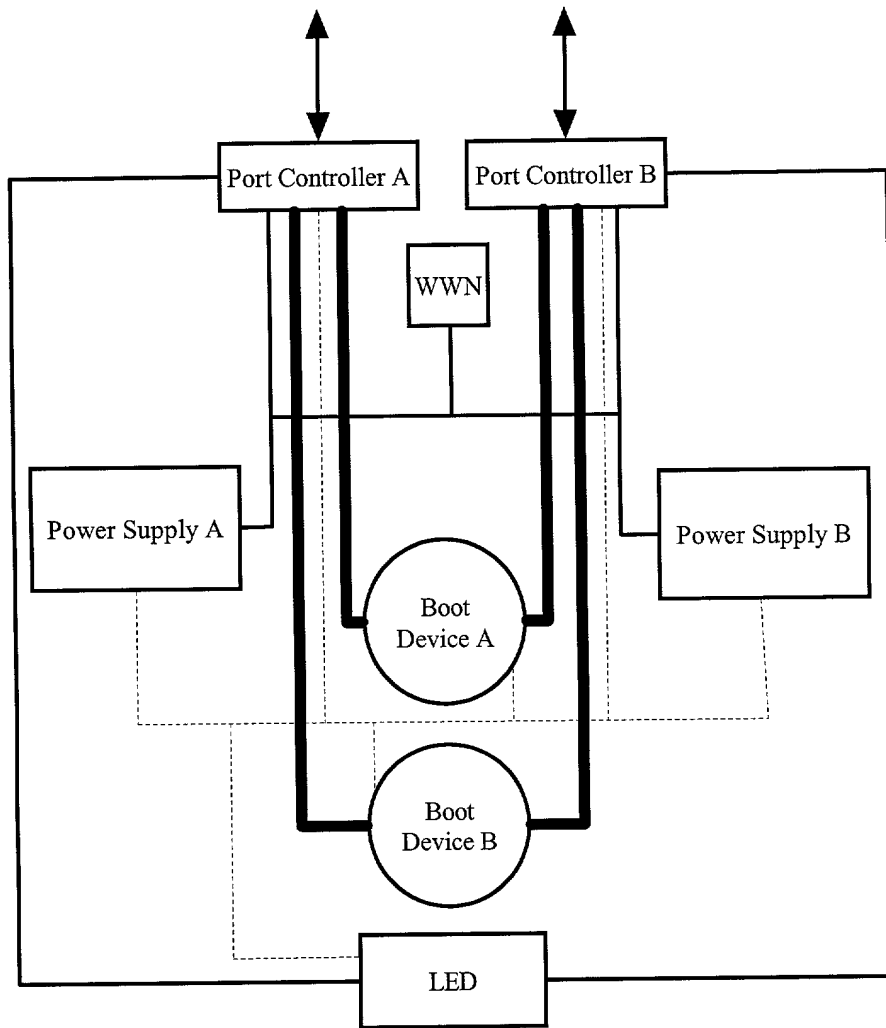 Port Controller A
Port Controller B
WWN
Power Supply A
Power Supply B
Boot
Device A
Boot
Device B
LED